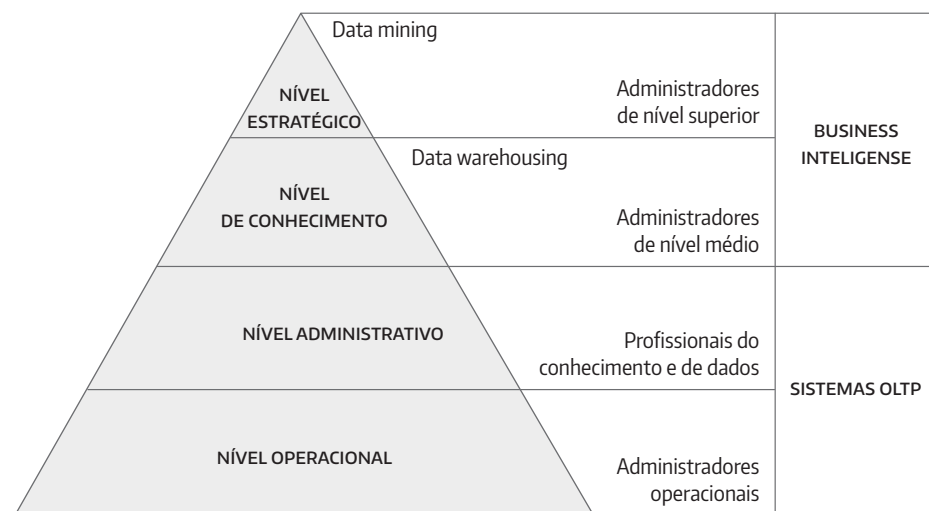 Data mining
NÍVEL
ESTRATÉGICO
Administradores
de nível superior
BUSINESS
INTELIGENSE
Data warehousing
NÍVEL
DE CONHECIMENTO
Administradores
de nível médio
NÍVEL ADMINISTRATIVO
Profissionais do
conhecimento e de dados
SISTEMAS OLTP
NÍVEL OPERACIONAL
Administradores
operacionais